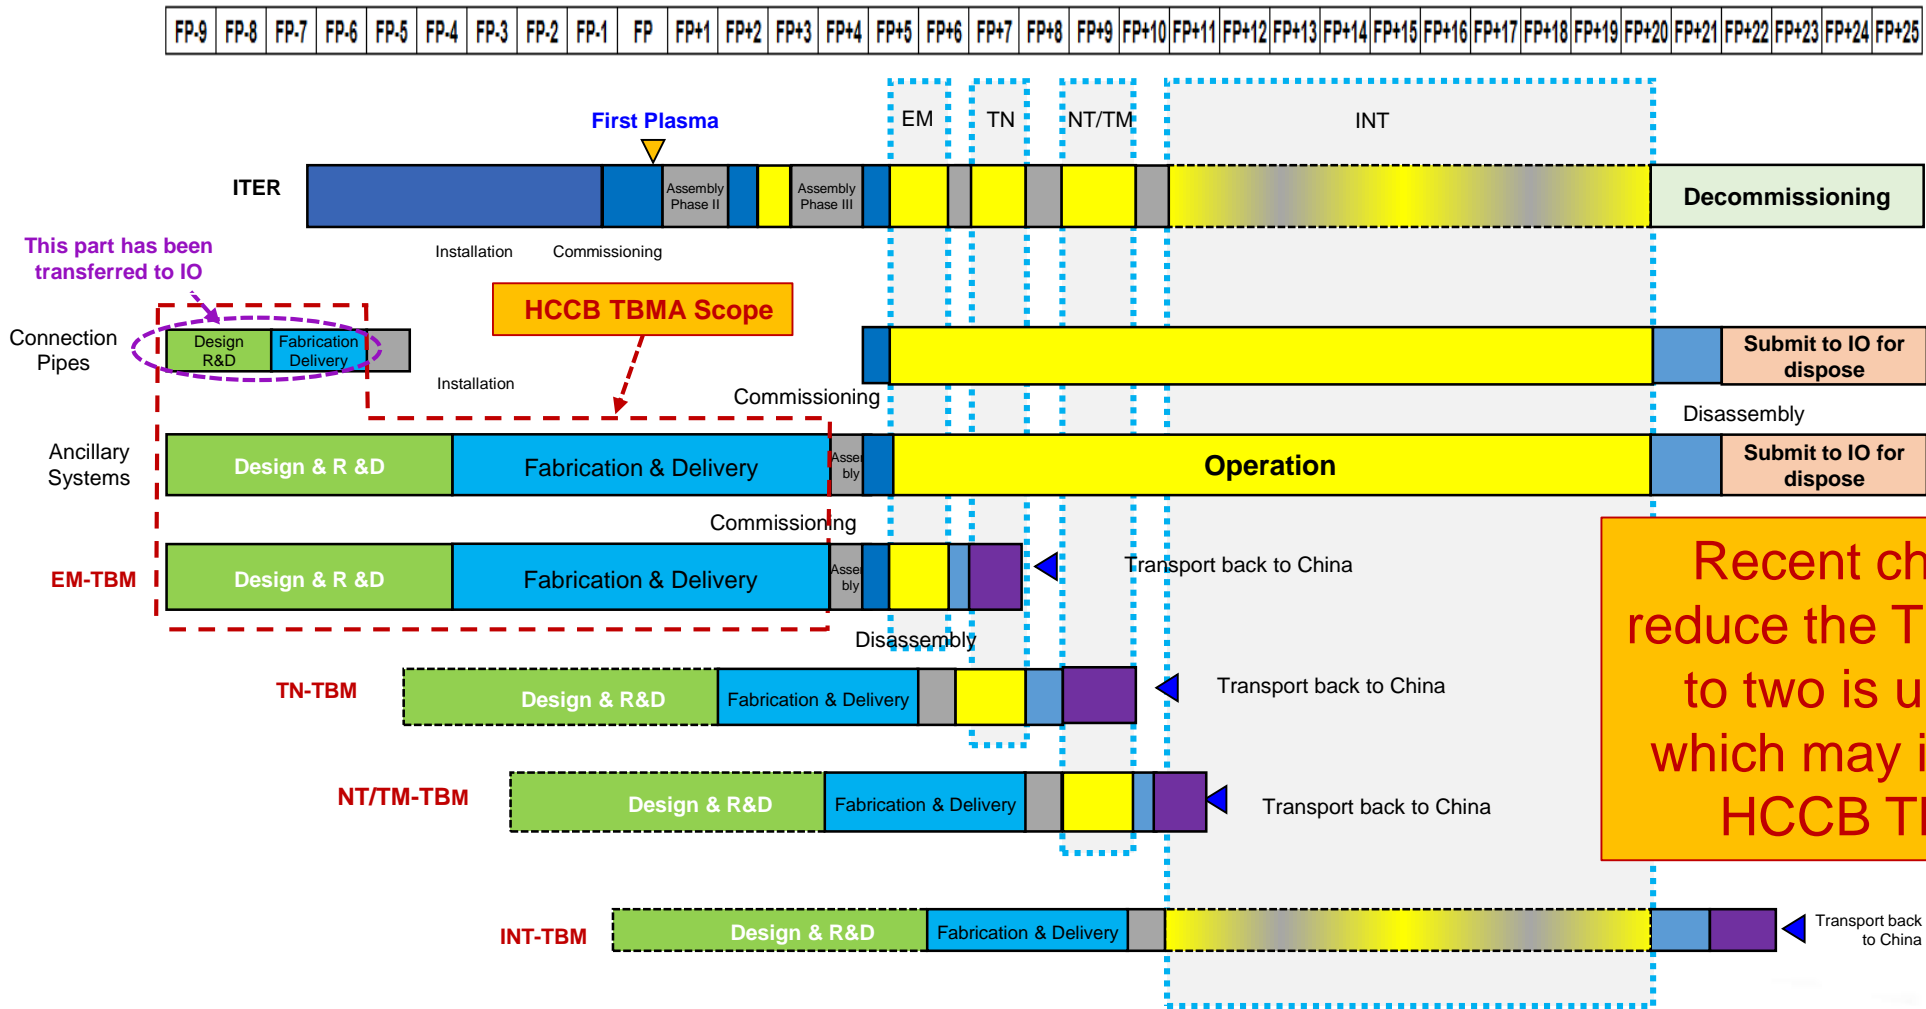 FP-9 FP-8 FP-7 FP-6 FP-5 FP-4 FP-3 FP-2 FP-1 FP FP+1 FP+2 FP+3 FP+4 FP+5 FP+6 FP+7 FP+8 FP+9 FP+10 FP+11 FP+12 FP+13 FP+14 FP+15 FP+16 FP+17 FP+18 FP+19 FP+20 FP+21 FP+22 FP+23 FP+24 FP+25
First Plasma
EM
TN
NT/TM
INT
ITER
Assembly
Phase II
Assembly
Phase III
Decommissioning
Installation
Commissioning
This part has been
transferred to IO
HCCB TBMA Scope
Connection
Pipes
Design
R&D
Fabrication
Delivery
Installation
Commissioning
Submit to IO for
dispose
Disassembly
Ancillary
Systems
Design & R &D
Fabrication & Delivery
Assem
bly
Operation
Submit to IO for
dispose
Commissioning
EM-TBM
Design & R &D
Fabrication & Delivery
Assem
bly
Transport back to China
Disassembly
Recent ch
reduce the T
to two is u
which may i
HCCB T
TN-TBM
Design & R&D
Fabrication & Delivery
Transport back to China
NT/TM-TBM
Design & R&D
Fabrication & Delivery
Transport back to China
INT-TBM
Design & R&D
Fabrication & Delivery
Transport back
to China